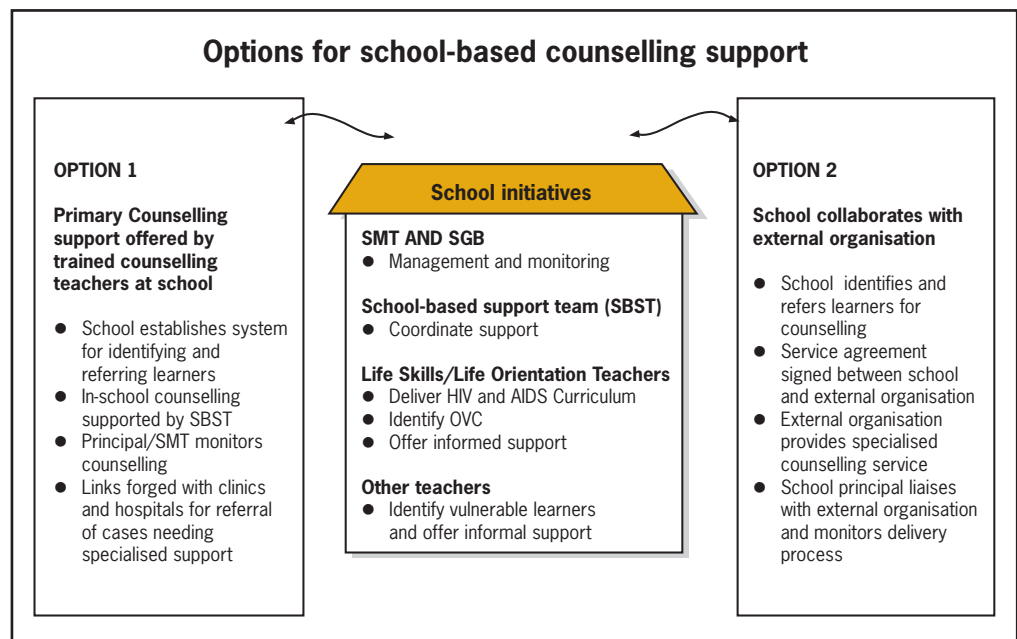 Options for school-based counselling support
OPTION 1
Primary Counselling
support offered by
trained counselling
teachers at school
● School establishes system
for identifying and
referring learners
● In-school counselling
supported by SBST
● Principal/SMT monitors
counselling
● Links forged with clinics
and hospitals for referral
of cases needing
specialised support
School initiatives
SMT AND SGB
● Management and monitoring
School-based support team (SBST)
● Coordinate support
Life Skills/Life Orientation Teachers
● Deliver HIV and AIDS Curriculum
● Identify OVC
● Offer informed support
Other teachers
● Identify vulnerable learners
and offer informal support
OPTION 2
School collaborates with
external organisation
● School identifies and
refers learners for
counselling
● Service agreement
signed between school
and external organisation
● External organisation
provides specialised
counselling service
● School principal liaises
with external organisation
and monitors delivery
process